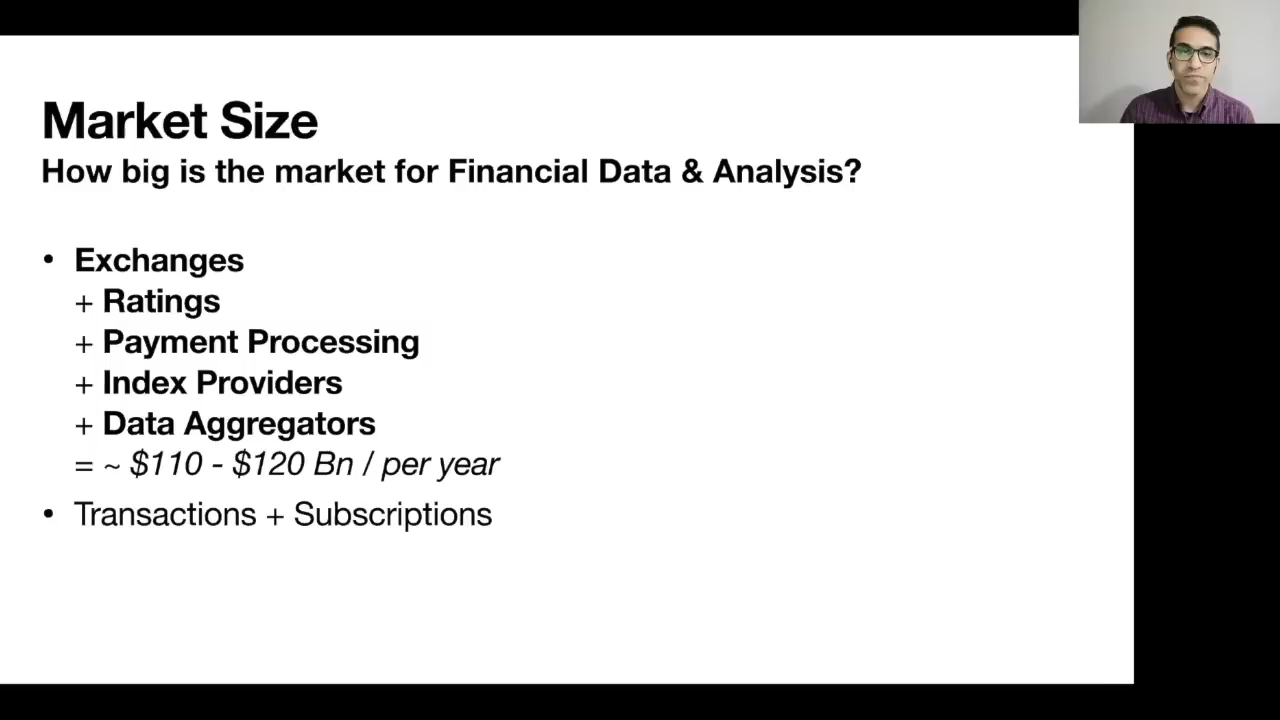 Market Size
How big is the market for Financial Data & Analysis?
• Exchanges
+ Ratings
+ Payment Processing
+ Index Providers
+ Data Aggregators
= ~ $110 - $120 Bn / per year
• Transactions + Subscriptions